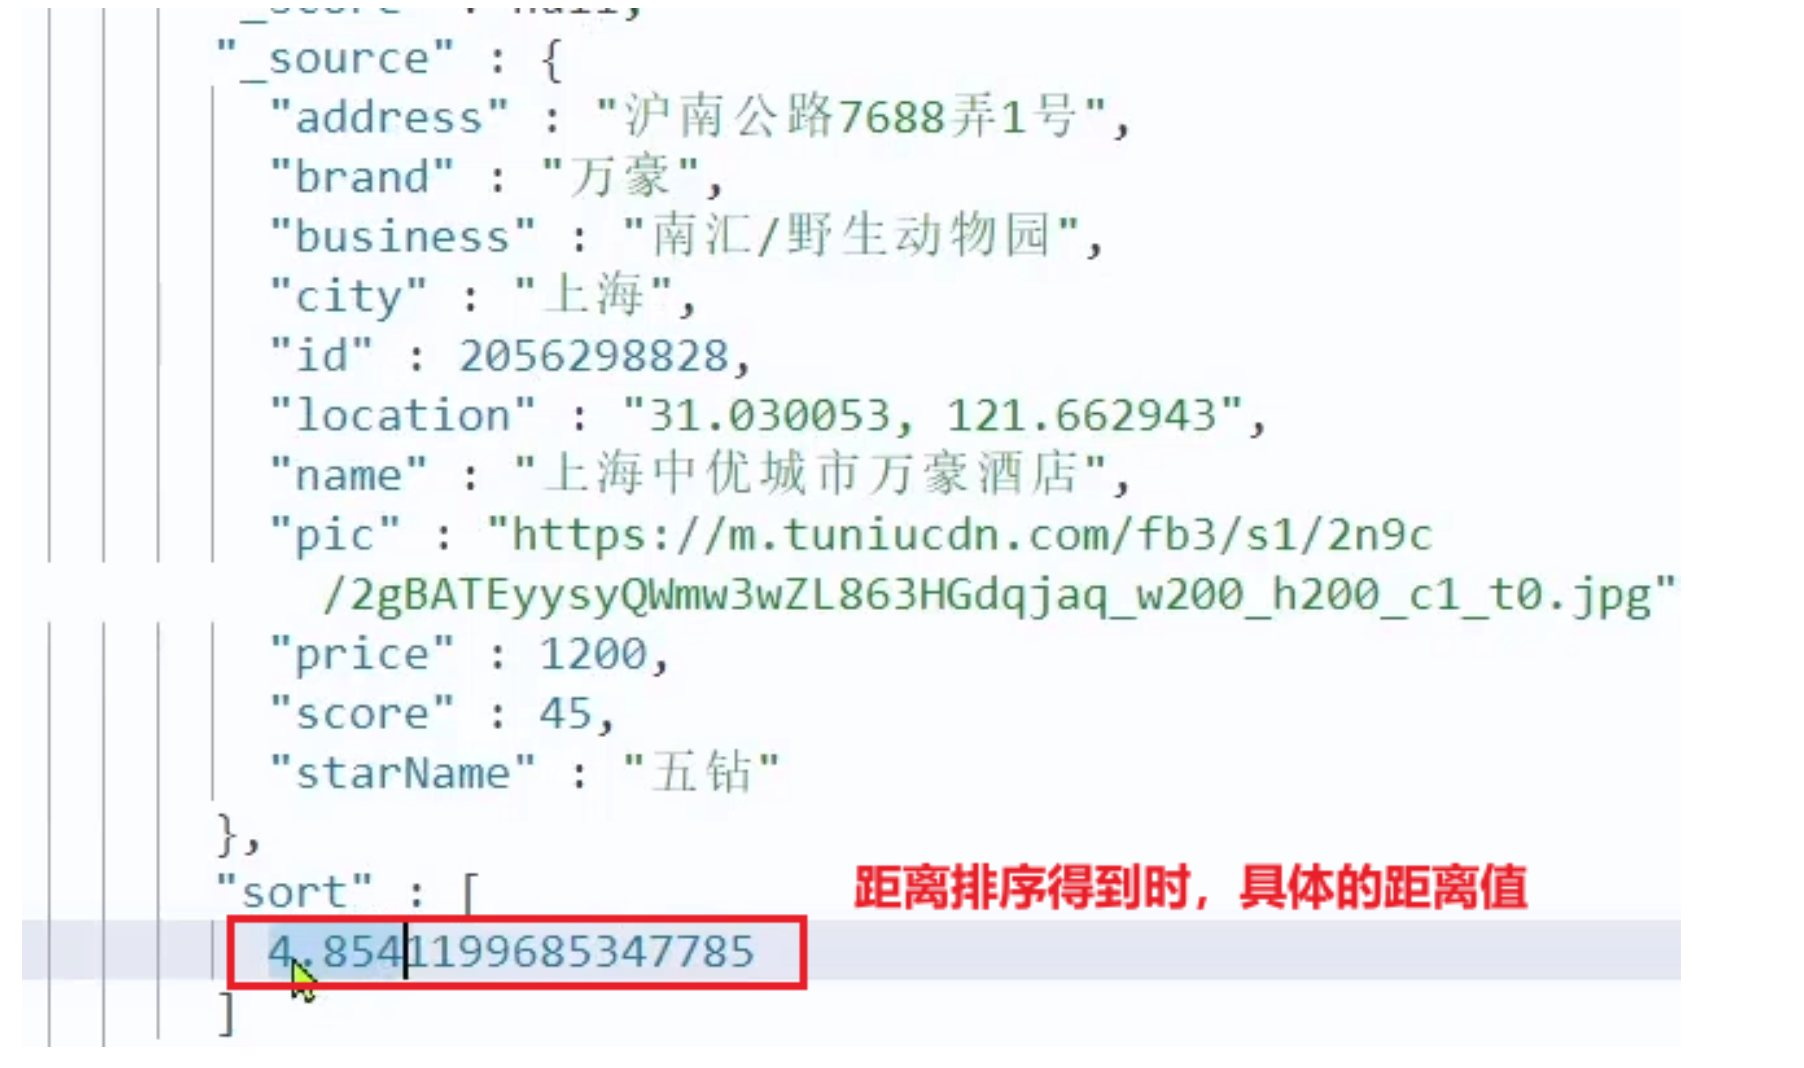 "_score" : null,
"_source" : {
"address" : "沪南公路7688弄1号",
"brand" : "万豪",
"business" : "南汇/野生动物园",
"city" : "上海",
"id" : 2056298828,
"location" : "31.030053, 121.662943",
"name" : "上海中优城市万豪酒店",
"pic" : "https://m.tuniucdn.com/fb3/s1/2n9c
/2gBATEyysyQWmw3wZL863HGdqjaq_w200_h200_c1_t0.jpg"
"price" : 1200,
"score" : 45,
"starName" : "五钻"
},
"sort" : [
距离排序得到时，具体的距离值
4.85411199685347785
]